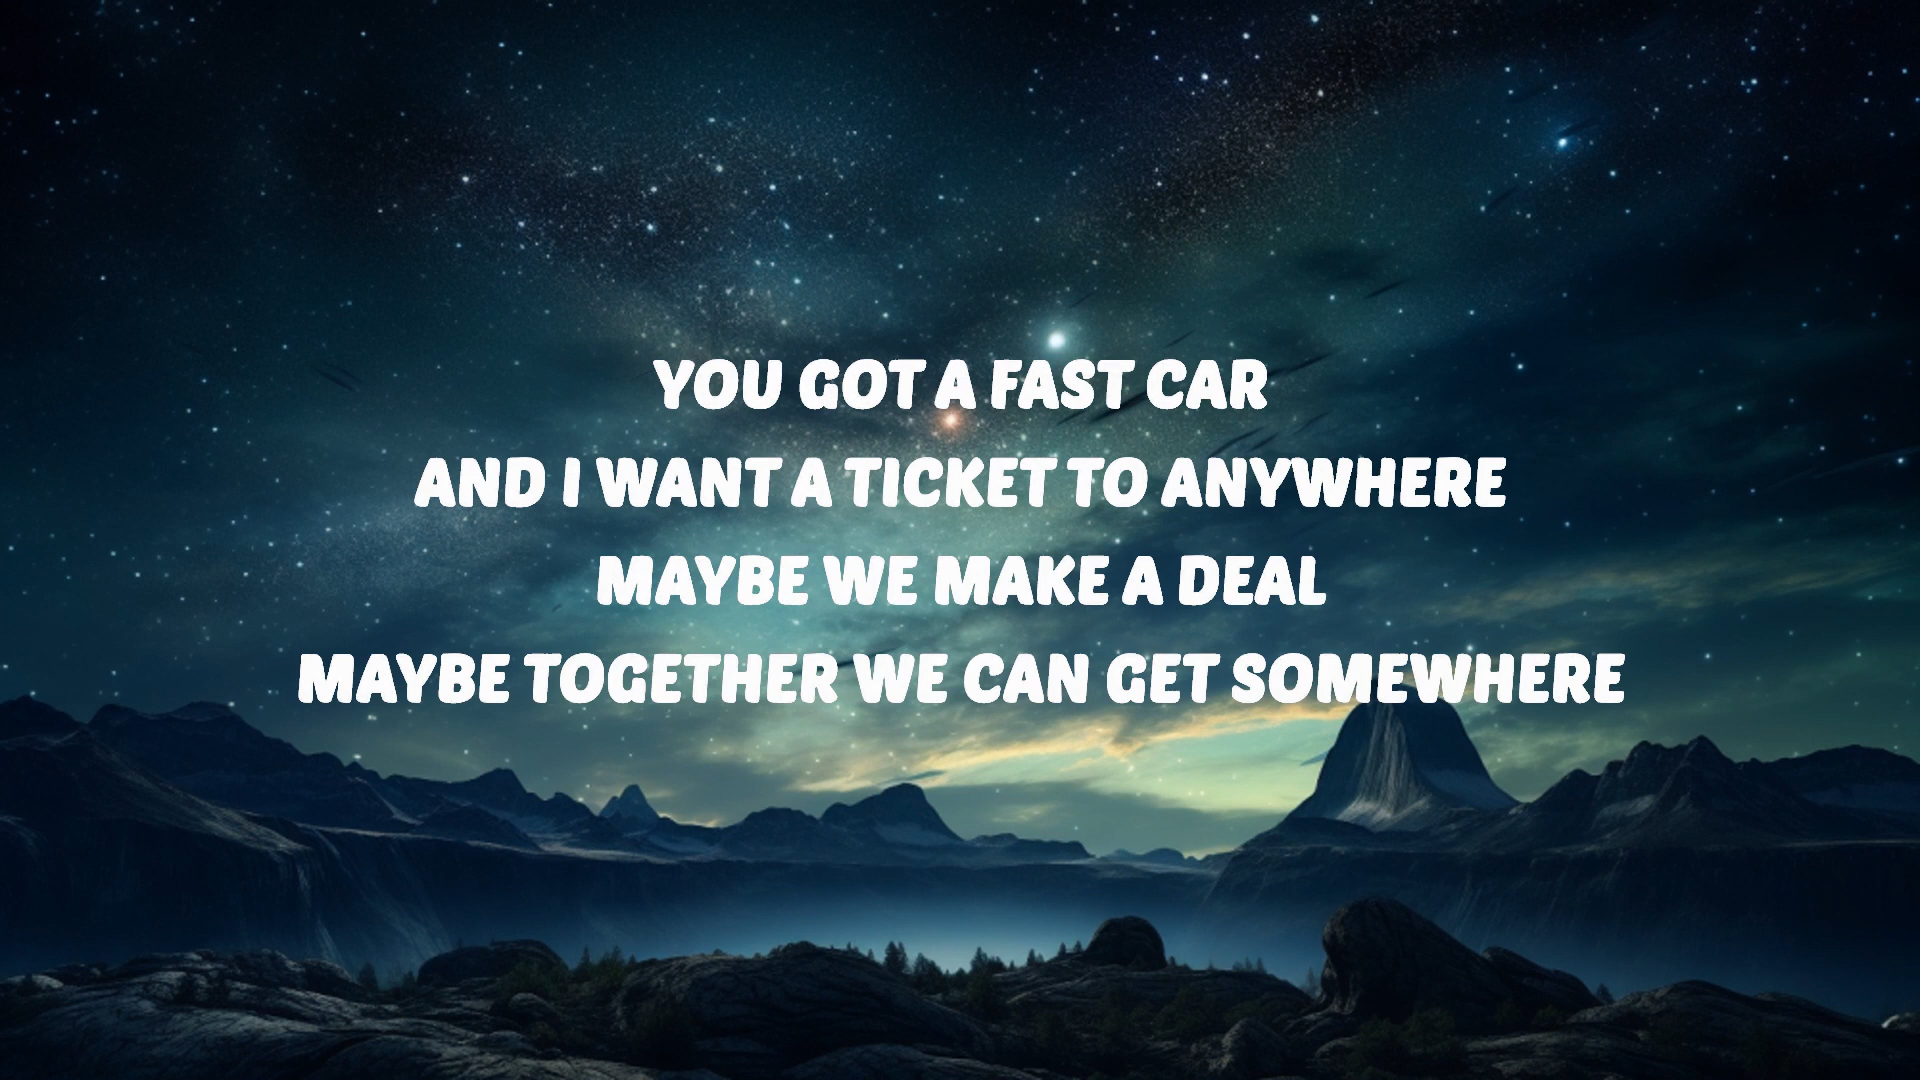 YOU GOT A FAST CAR
AND I WANT A TICKET TO ANYWHERE
MAYBE WE MAKE A DEAL
MAYBE TOGETHER WE CAN GET SOMEWHERE